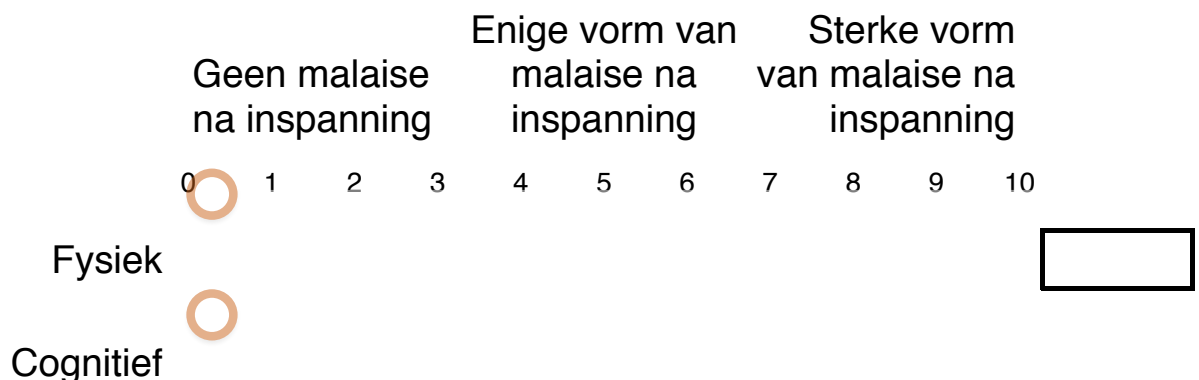 Geen malaise
na inspanning
Enige vorm van
malaise na
inspanning
Sterke vorm
van malaise na
inspanning
0 1 2 3 4 5 6 7 8 9 10
Fysiek
Cognitief